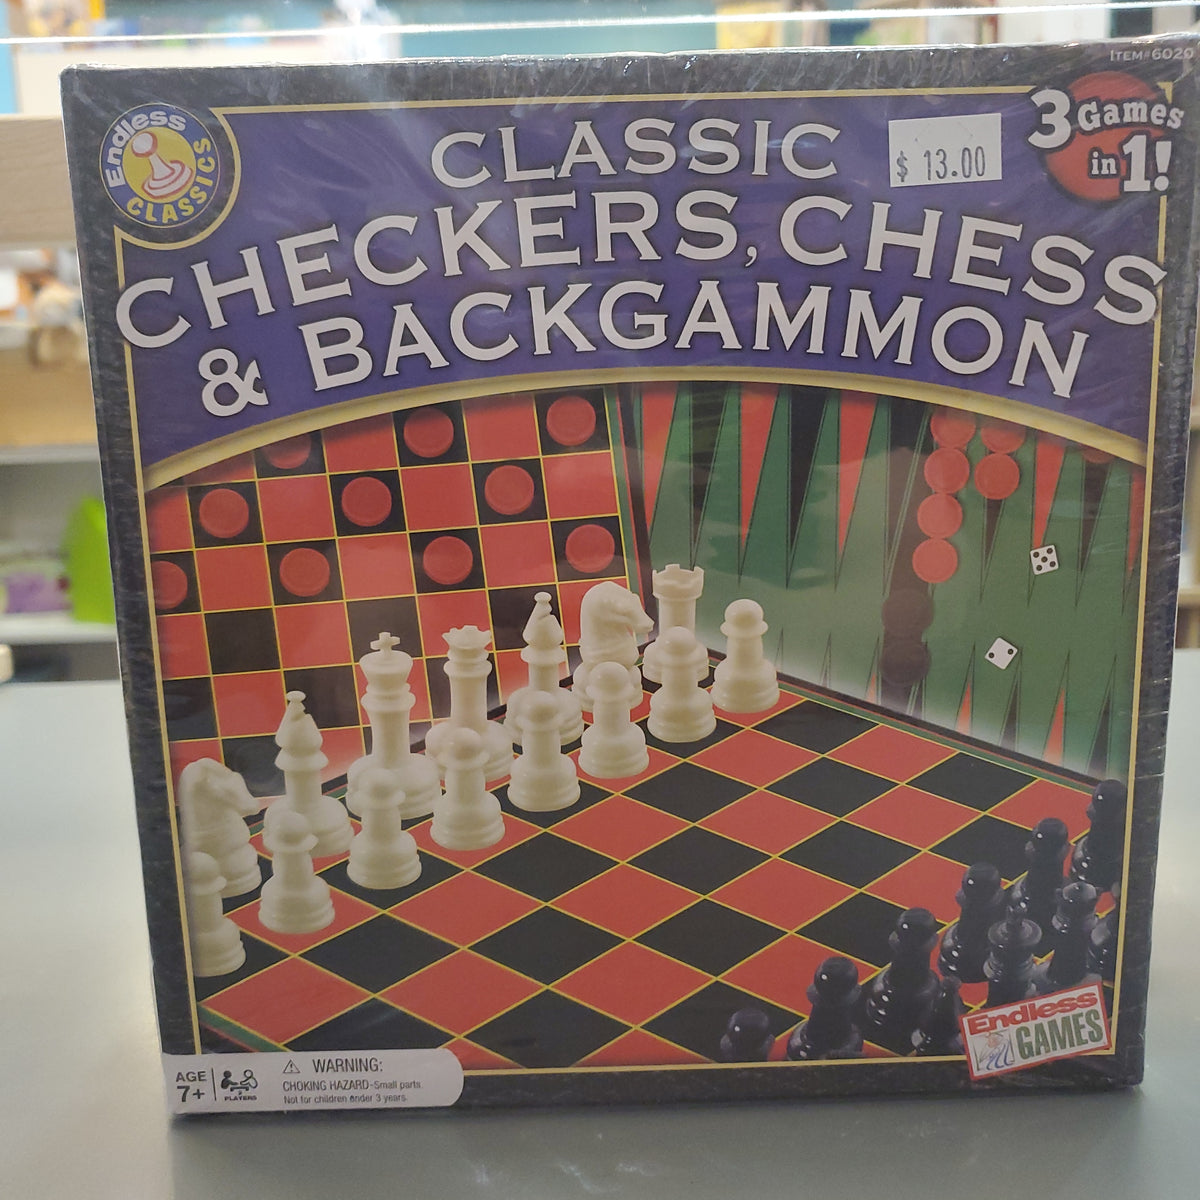 ITEM#6020
Endless
CLASSICS
3 Games
in 1!
$ 13.00
CLASSIC
CHECKERS, CHESS
& BACKGAMMON
Endless
GAMES
AGE
7+
2
PLAYERS
⚠ WARNING:
CHOKING HAZARD-Small parts.
Not for children under 3 years.